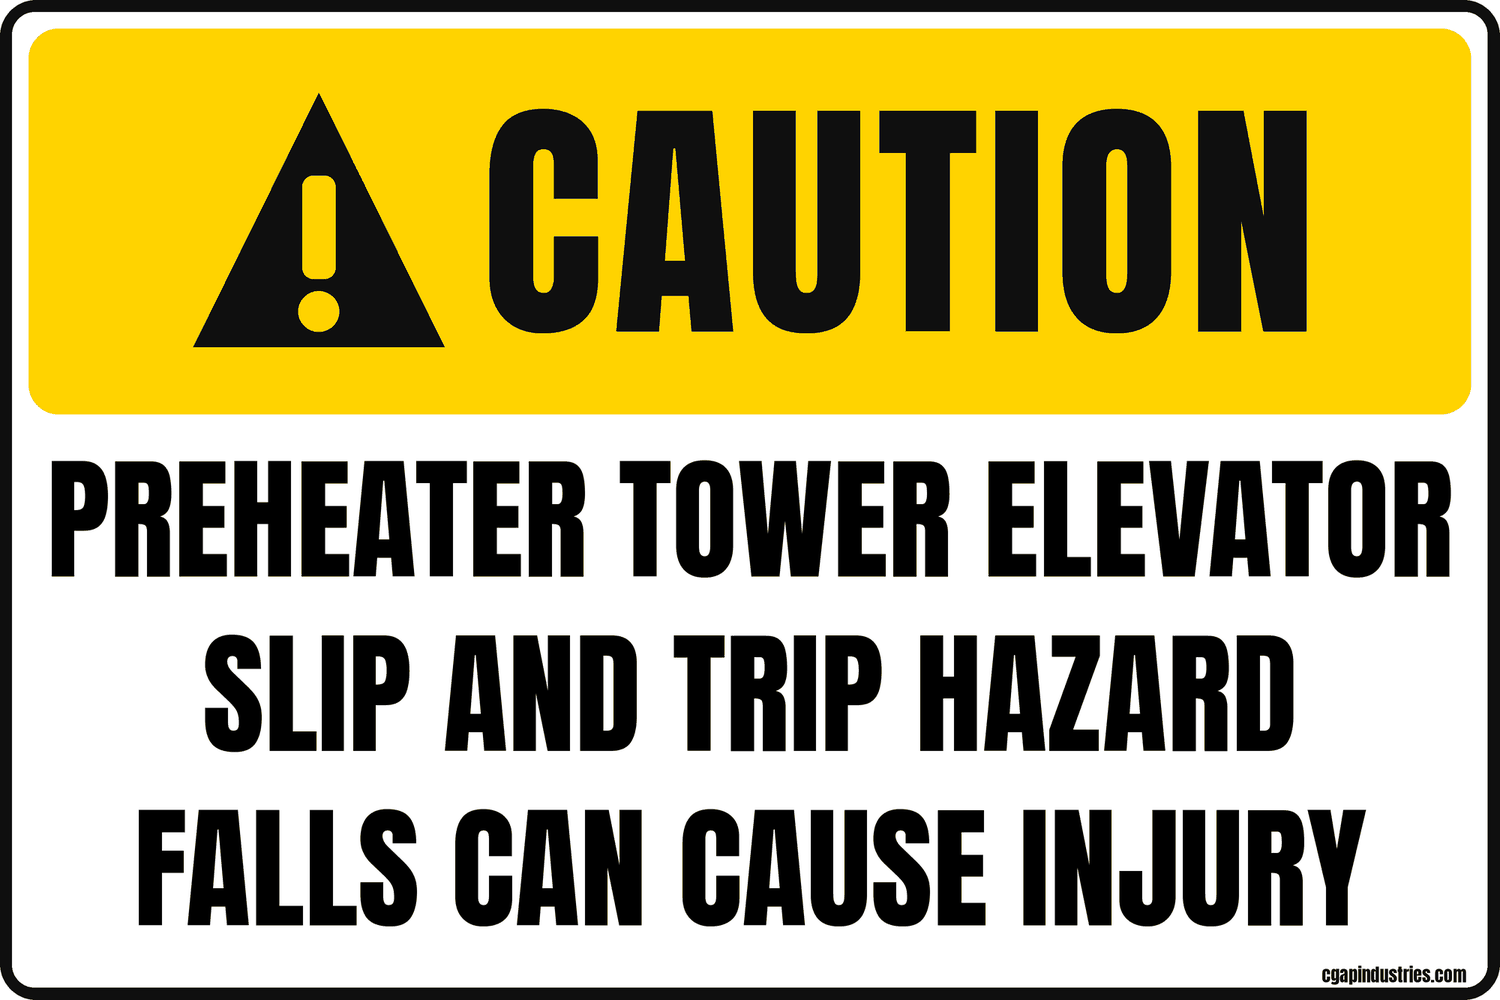 CAUTION
PREHEATER TOWER ELEVATOR
SLIP AND TRIP HAZARD
FALLS CAN CAUSE INJURY
cgapindustries.com